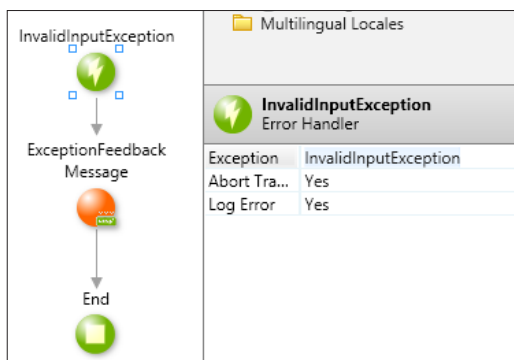 InvalidInputException
ExceptionFeedback
Message
End
Multilingual Locales
InvalidInputException
Error Handler
Exception InvalidInputException
Abort Tra... Yes
Log Error Yes